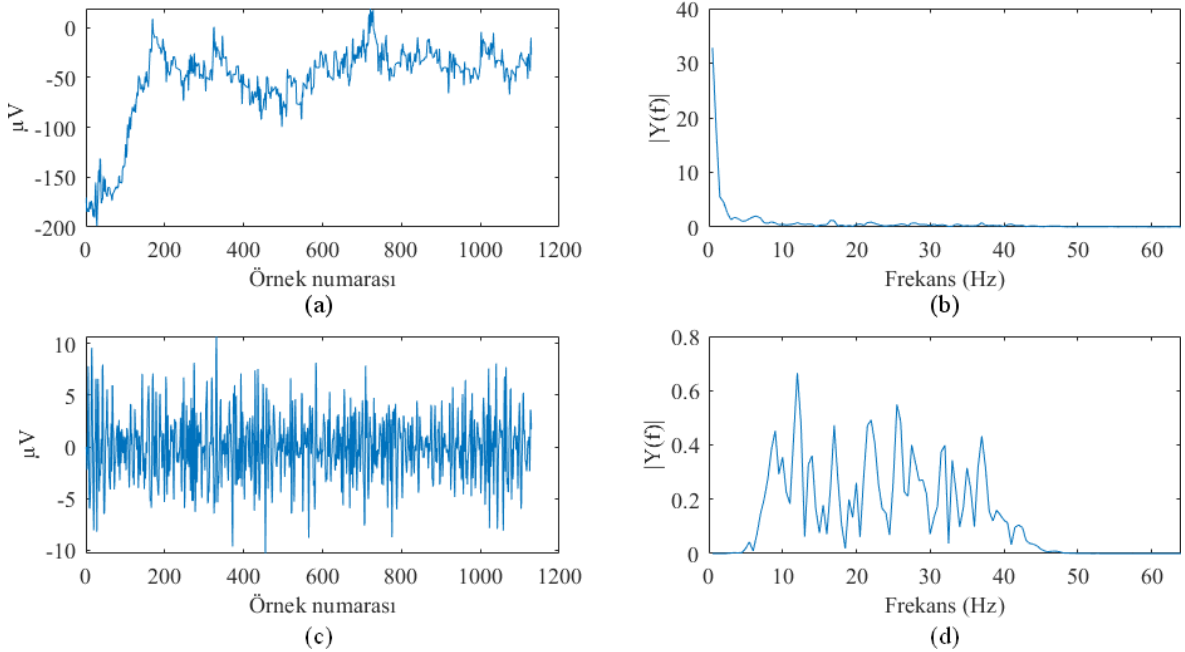 0
-50
-100
-150
-200
µV
0 200 400 600 800 1000 1200
Örnek numarası
(a)
40
30
20
10
0
|Y(f)|
0 10 20 30 40 50 60
Frekans (Hz)
(b)
10
5
0
-5
-10
µV
0 200 400 600 800 1000 1200
Örnek numarası
(c)
0.8
0.6
0.4
0.2
0
|Y(f)|
0 10 20 30 40 50 60
Frekans (Hz)
(d)